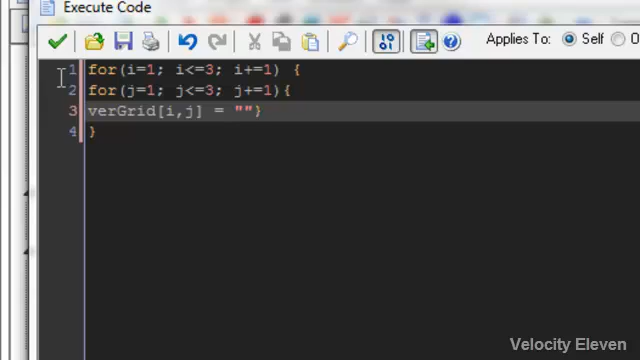 Execute Code
Applies To: Self O
1 for(i=1; i<=3; i+=1) {
2 for(j=1; j<=3; j+=1){
3 verGrid[i,j] = ""}
4 }
Velocity Eleven